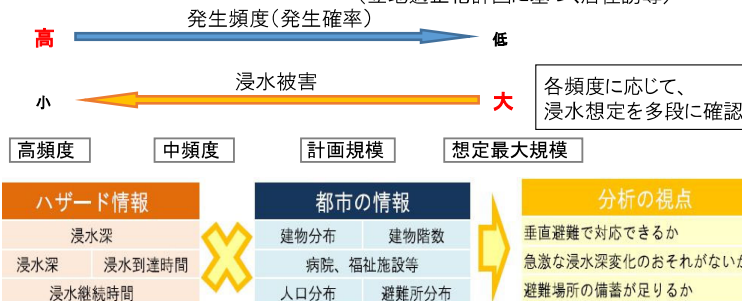 発生頻度（発生確率）
高 低
浸水被害
小 大
各頻度に応じて、
浸水想定を多段に確認
高頻度 中頻度 計画規模 想定最大規模
ハザード情報 都市の情報 分析の視点
浸水深 建物分布 建物階数 垂直避難で対応できるか
浸水深 浸水到達時間 病院、福祉施設等 急激な浸水深変化のおそれがないか
浸水継続時間 人口分布 避難所分布 避難場所の備蓄が足りるか